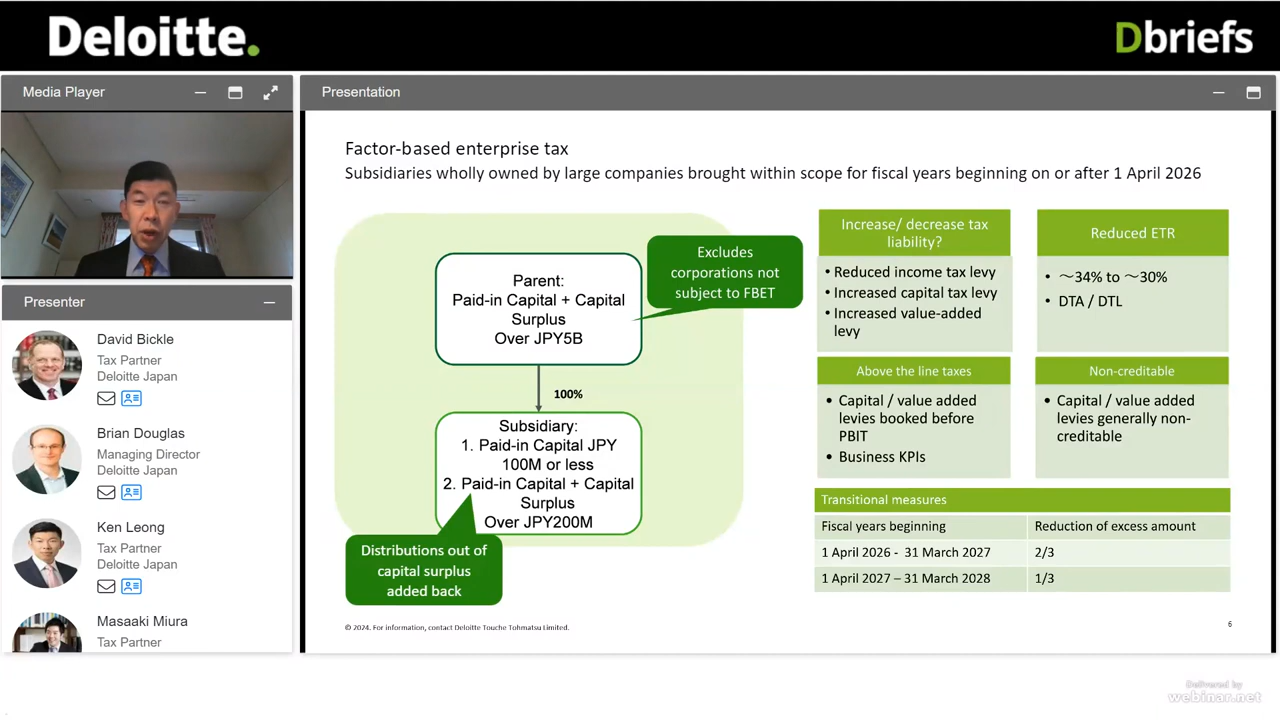 Deloitte.
Dbriefs
Media Player
Presenter
David Bickle
Tax Partner
Deloitte Japan
Brian Douglas
Managing Director
Deloitte Japan
Ken Leong
Tax Partner
Deloitte Japan
Masaaki Miura
Tax Partner
Presentation
Factor-based enterprise tax
Subsidiaries wholly owned by large companies brought within scope for fiscal years beginning on or after 1 April 2026
Parent:
Paid-in Capital + Capital
Surplus
Over JPY5B
Excludes
corporations not
subject to FBET
100%
Subsidiary:
1. Paid-in Capital JPY
100M or less
2. Paid-in Capital + Capital
Surplus
Over JPY200M
Distributions out of
capital surplus
added back
Increase/ decrease tax
liability?
• Reduced income tax levy
• Increased capital tax levy
• Increased value-added
levy
Reduced ETR
• ～34% to ～30%
• DTA / DTL
Above the line taxes
• Capital / value added
levies booked before
PBIT
• Business KPIs
Non-creditable
• Capital / value added
levies generally non-
creditable
Transitional measures
Fiscal years beginning Reduction of excess amount
1 April 2026 - 31 March 2027 2/3
1 April 2027 – 31 March 2028 1/3
© 2024. For information, contact Deloitte Touche Tohmatsu Limited.
6
Delivered by
webinar.net